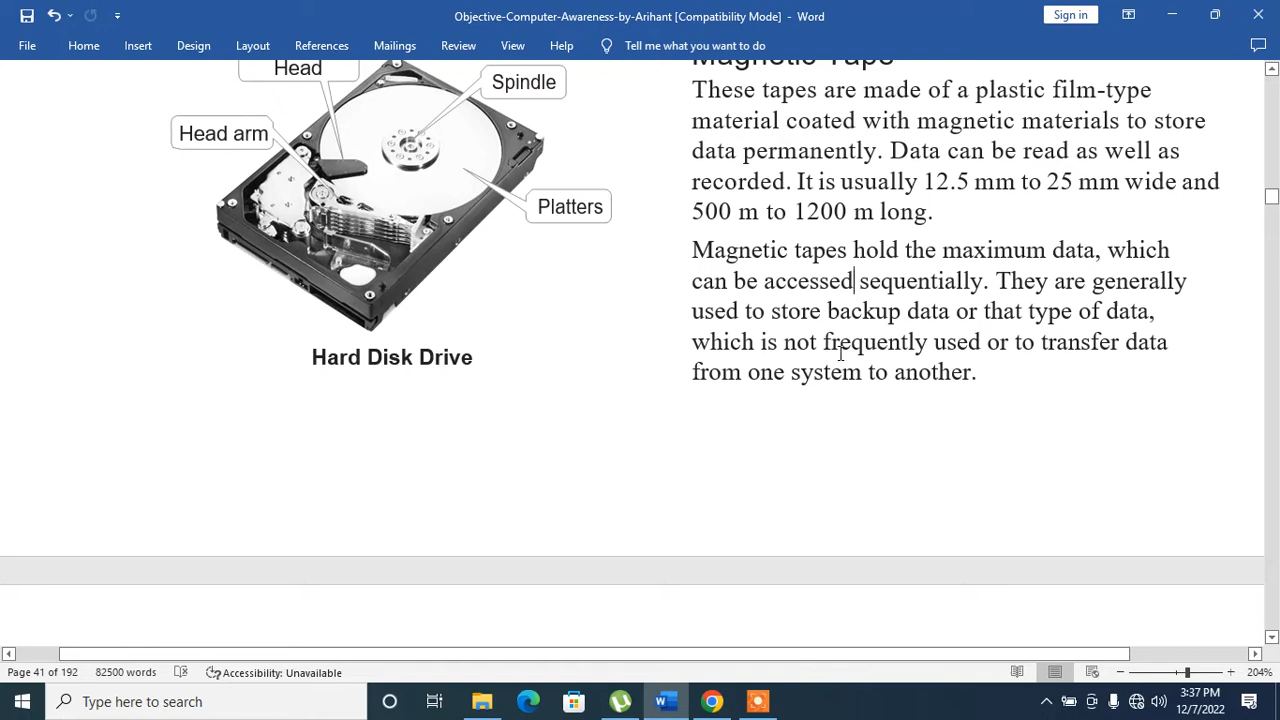 Objective-Computer-Awareness-by-Arihant [Compatibility Mode] - Word
Sign in
File
Home
Insert
Design
Layout
References
Mailings
Review
View
Help
Tell me what you want to do
Head
Spindle
Head arm
Platters
Hard Disk Drive
Magnetic Tape
These tapes are made of a plastic film-type
material coated with magnetic materials to store
data permanently. Data can be read as well as
recorded. It is usually 12.5 mm to 25 mm wide and
500 m to 1200 m long.
Magnetic tapes hold the maximum data, which
can be accessed sequentially. They are generally
used to store backup data or that type of data,
which is not frequently used or to transfer data
from one system to another.
Page 41 of 192
82500 words
Accessibility: Unavailable
204%
Type here to search
3:37 PM
12/7/2022